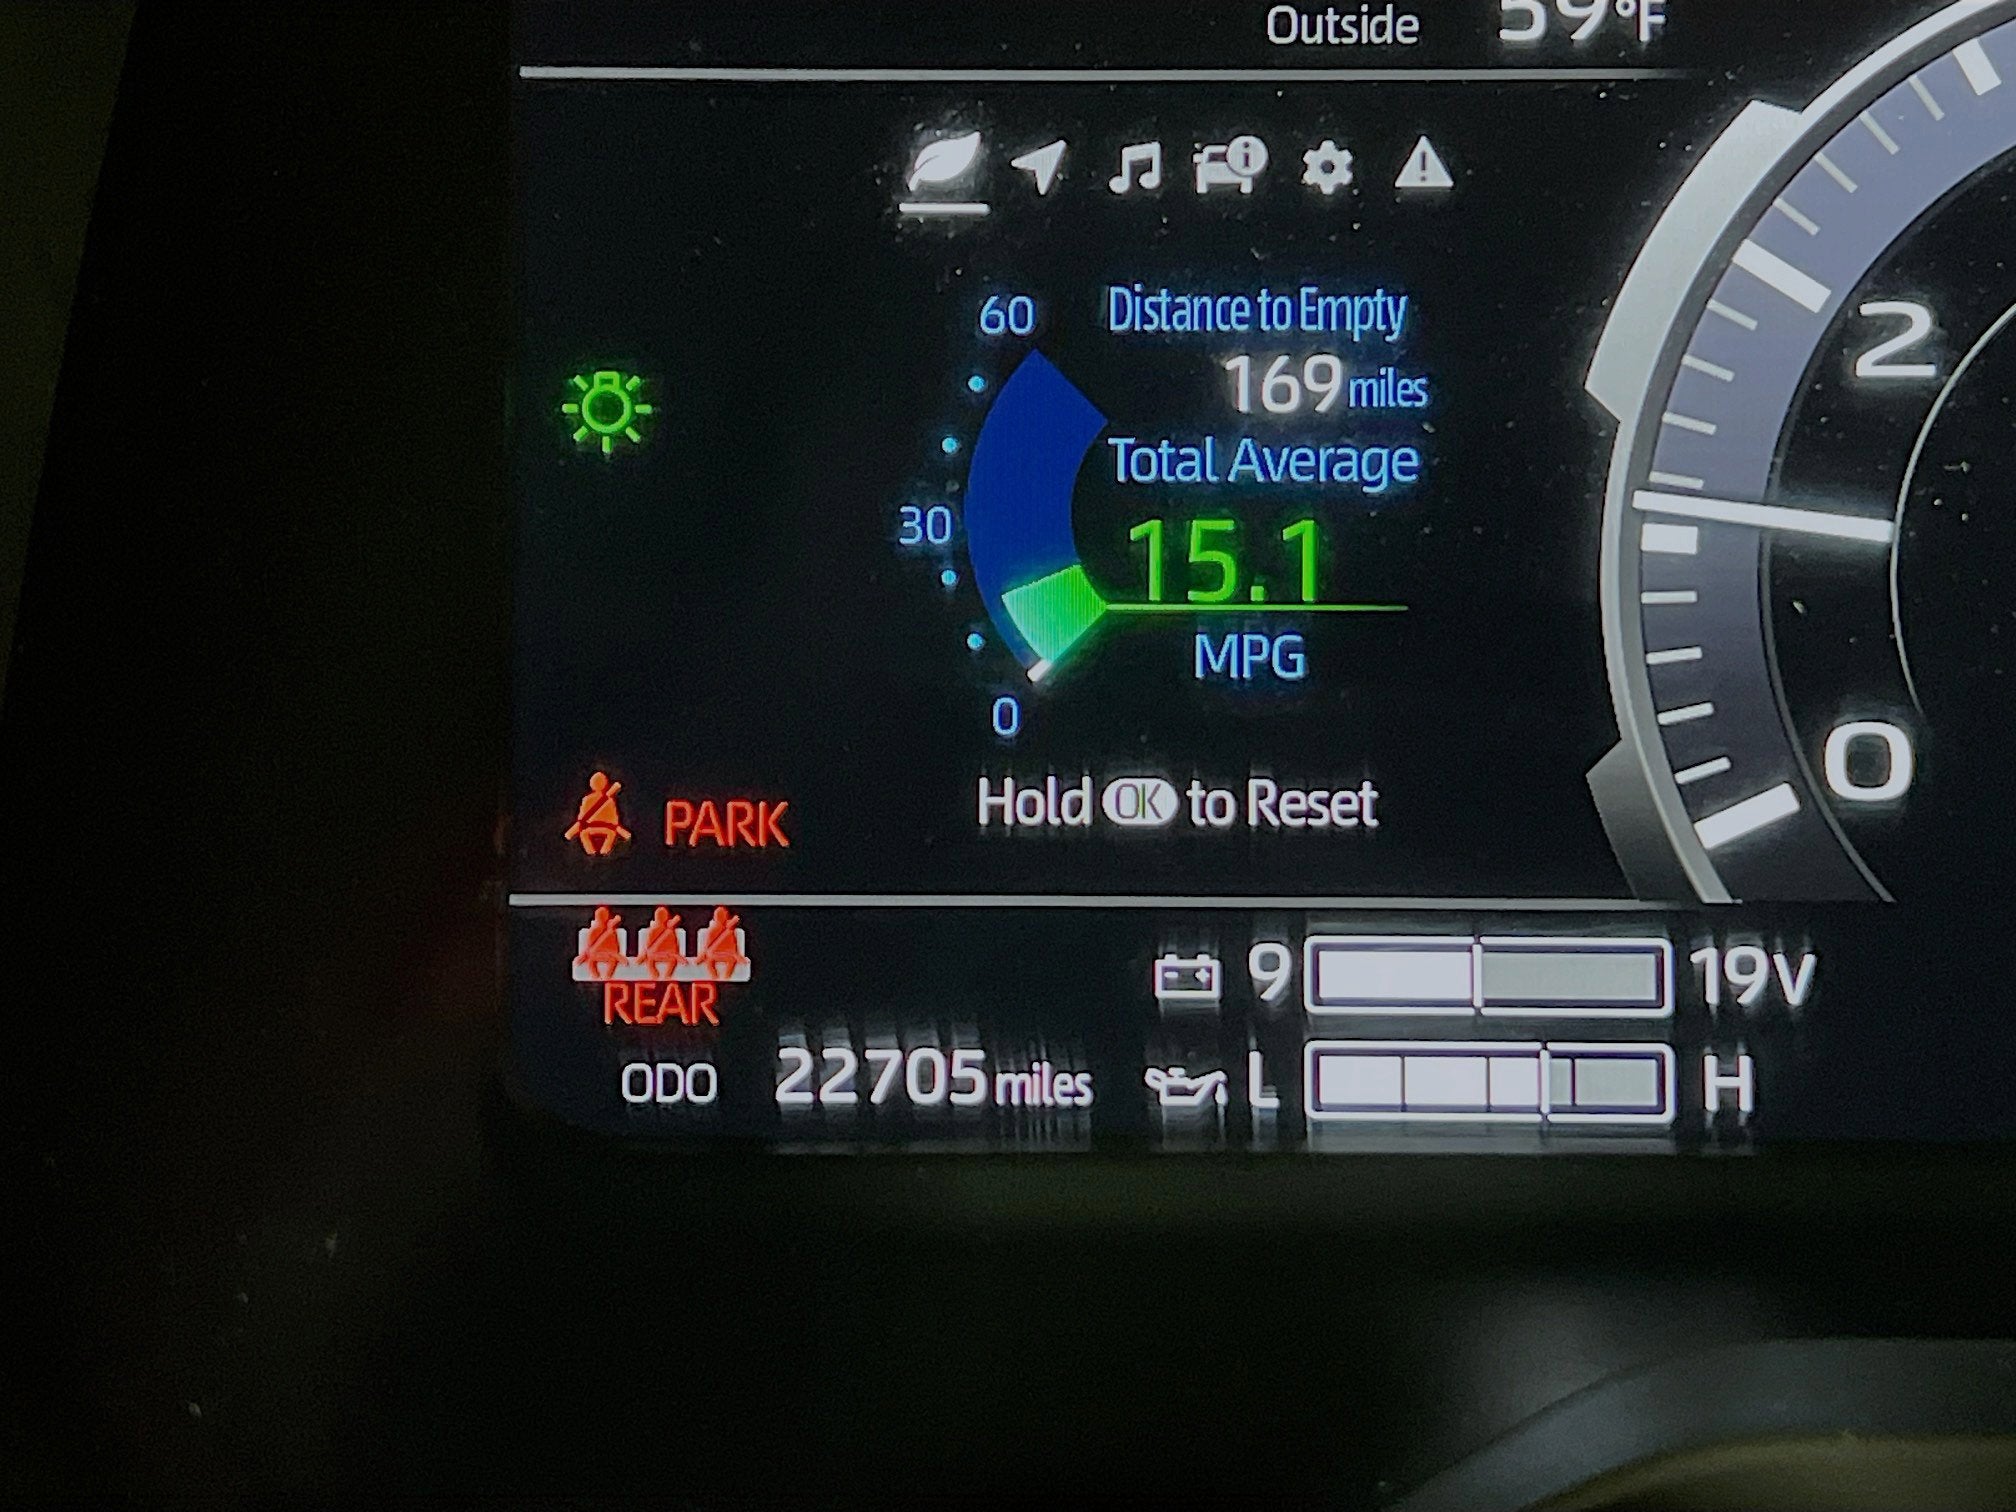 Outside 59°F
60
Distance to Empty
169 miles
Total Average
30
15.1
MPG
0
2
0
PARK
Hold OK to Reset
REAR
9 19V
ODO 22705 miles
L H